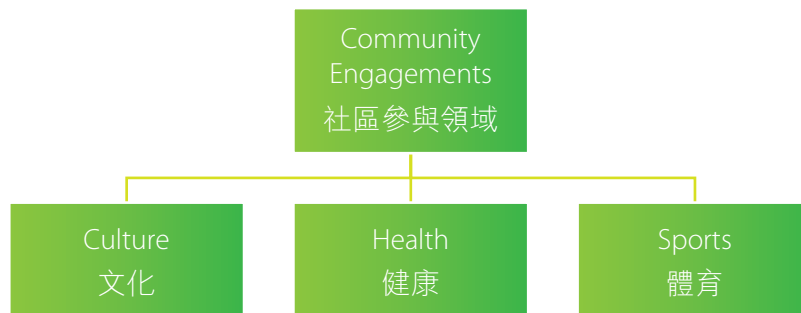 Community
Engagements
社區參與領域
Culture
文化
Health
健康
Sports
體育